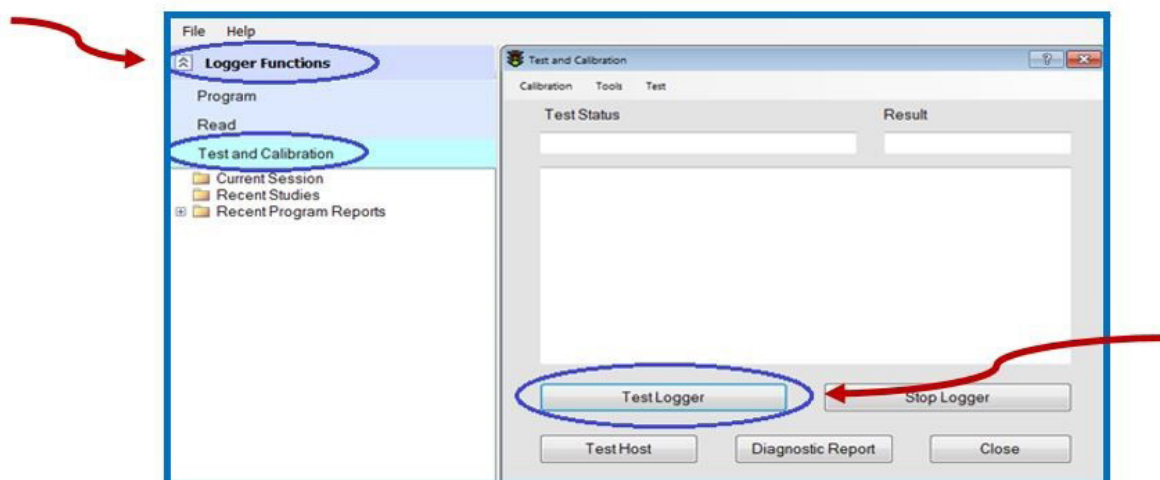 File Help
Logger Functions
Program
Read
Test and Calibration
Current Session
Recent Studies
Recent Program Reports
Test and Calibration
Calibration Tools Test
Test Status Result
Test Logger Stop Logger
Test Host Diagnostic Report Close